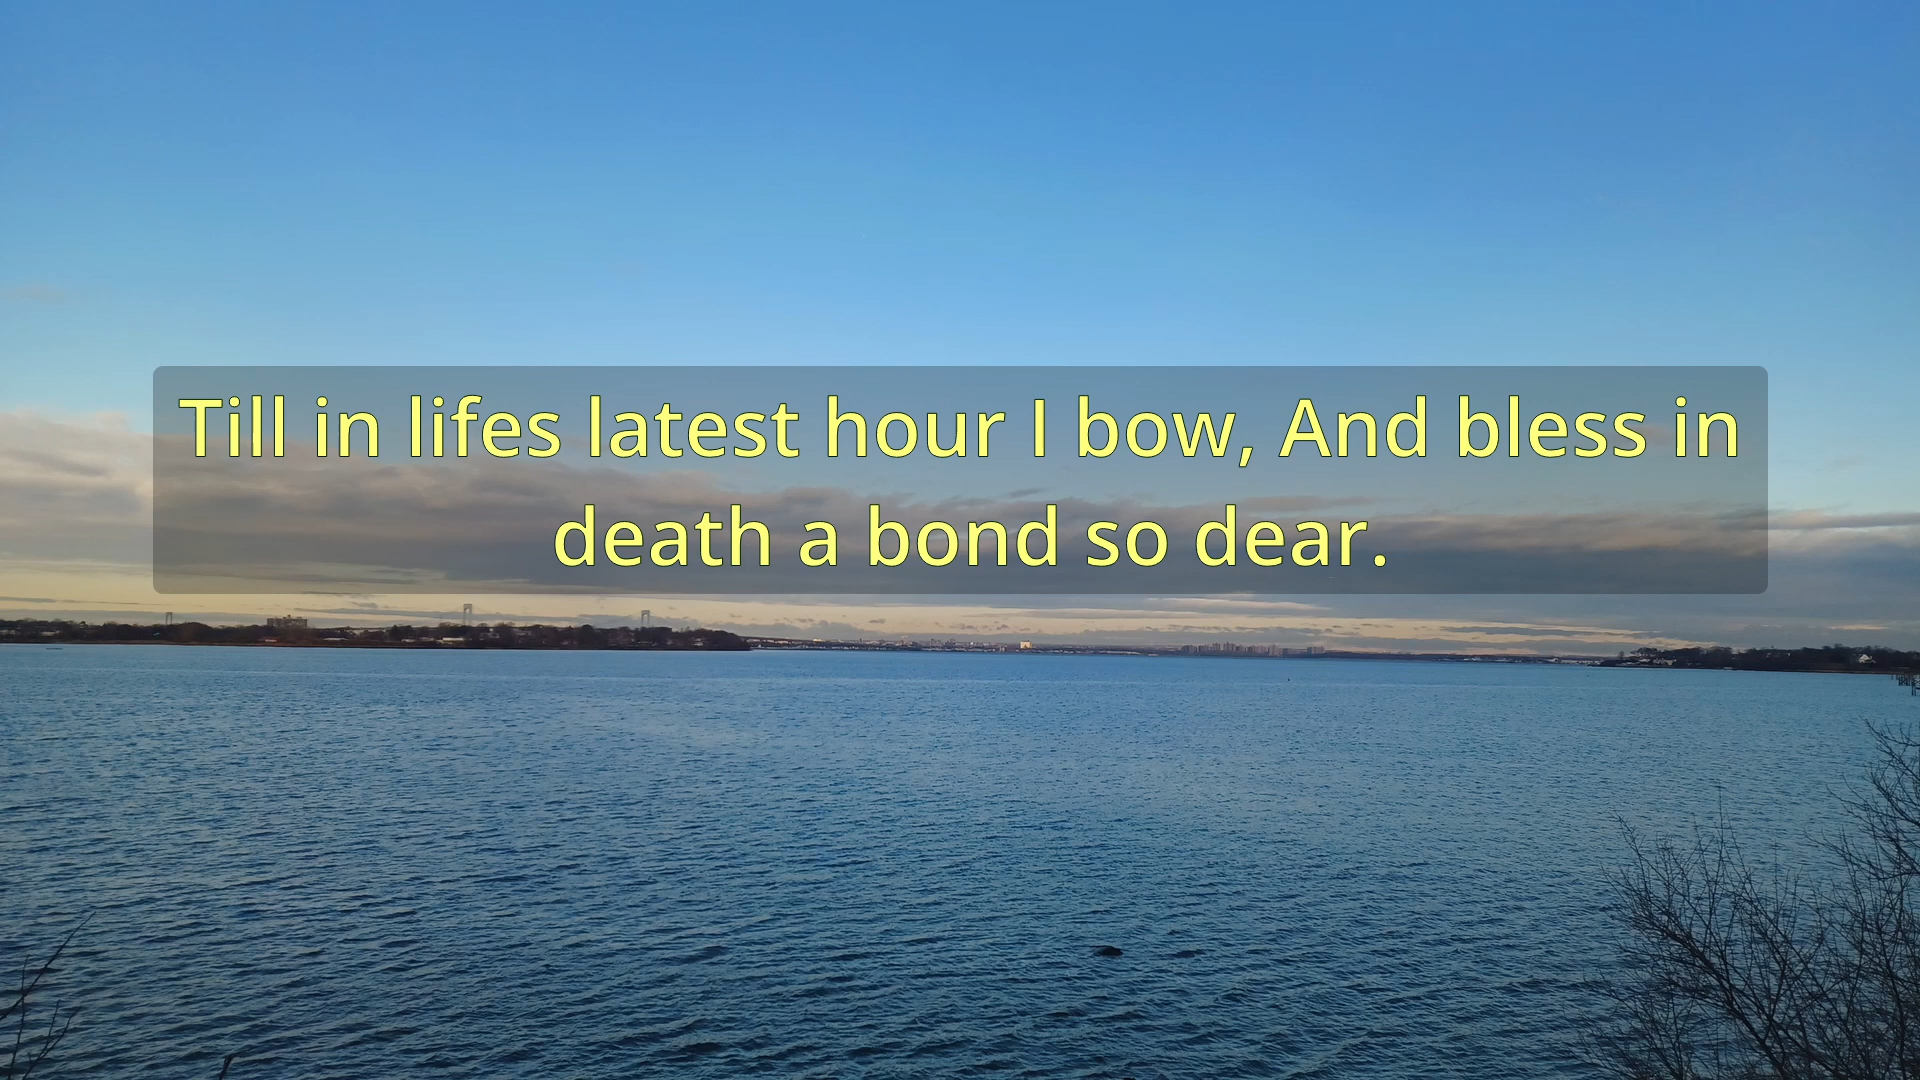 Till in lifes latest hour I bow, And bless in
death a bond so dear.